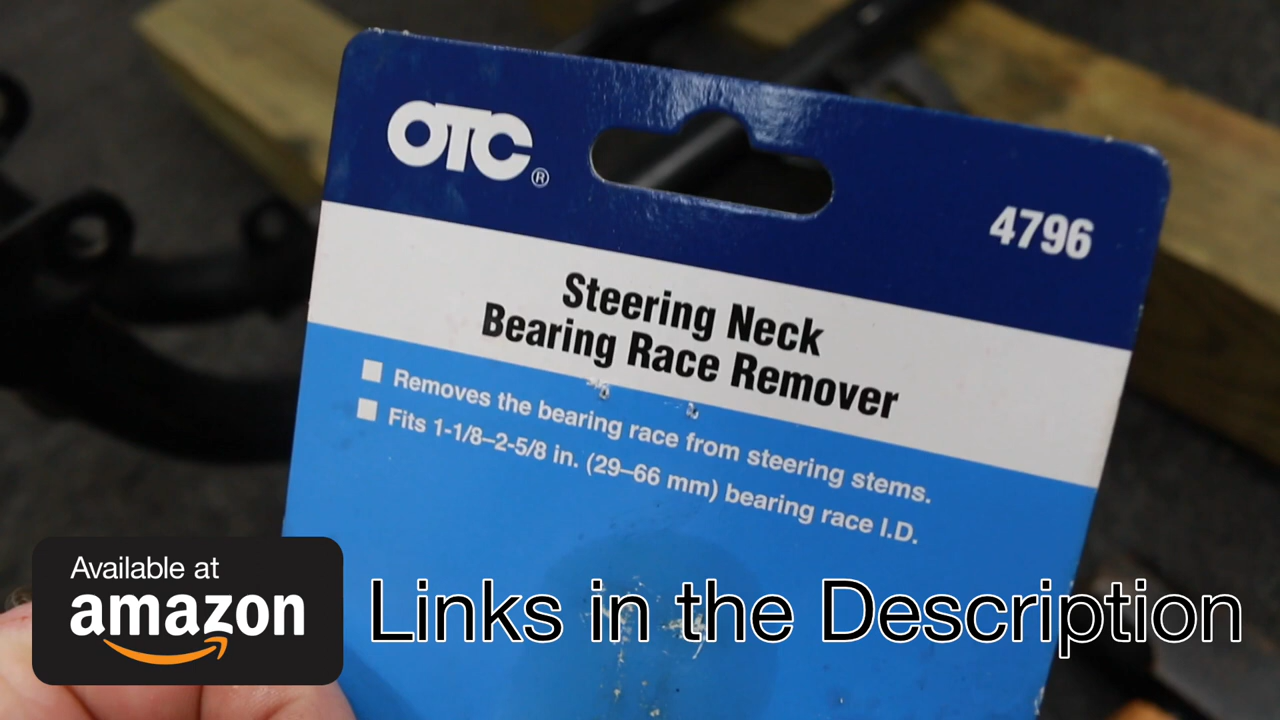 OTC®
4796
Steering Neck
Bearing Race Remover
Removes the bearing race from steering stems.
Fits 1-1/8–2-5/8 in. (29–66 mm) bearing race I.D.
Available at
amazon
Links in the Description